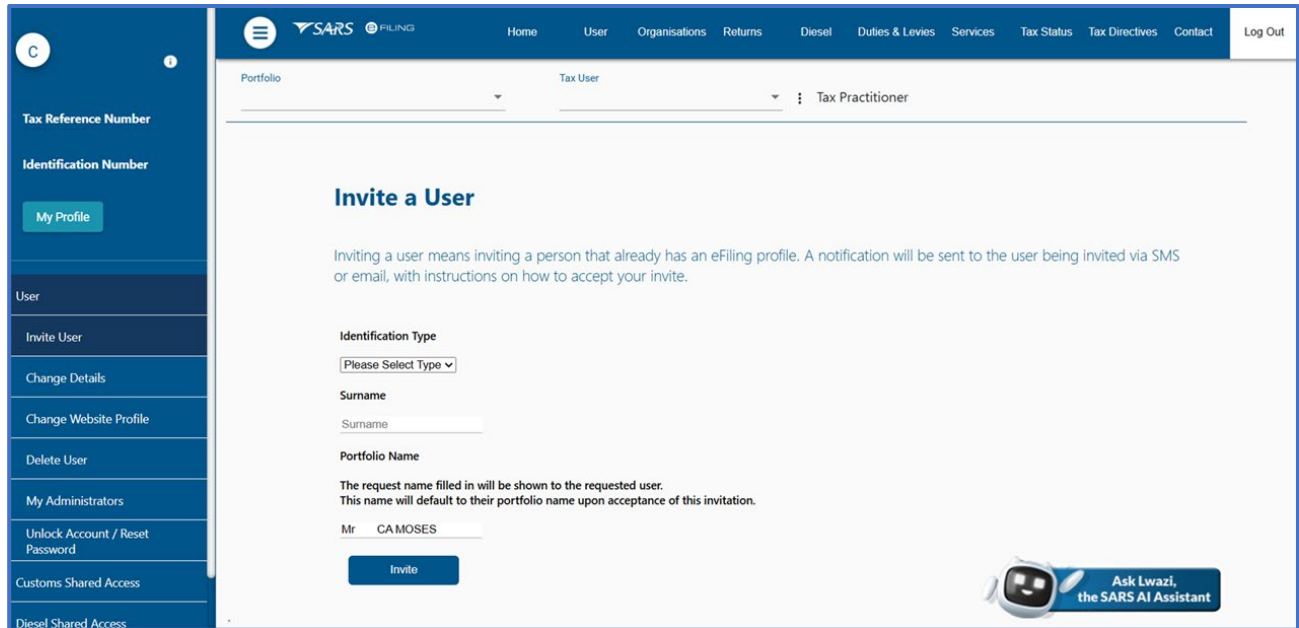 C
i
Tax Reference Number
Identification Number
My Profile
User
Invite User
Change Details
Change Website Profile
Delete User
My Administrators
Unlock Account / Reset
Password
Customs Shared Access
Diesel Shared Access
SARS eFILING
Home User Organisations Returns Diesel Duties & Levies Services Tax Status Tax Directives Contact Log Out
Portfolio Tax User
Tax Practitioner
Invite a User
Inviting a user means inviting a person that already has an eFiling profile. A notification will be sent to the user being invited via SMS
or email, with instructions on how to accept your invite.
Identification Type
Please Select Type
Surname
Surname
Portfolio Name
The request name filled in will be shown to the requested user.
This name will default to their portfolio name upon acceptance of this invitation.
Mr CA MOSES
Invite
Ask Lwazi,
the SARS AI Assistant